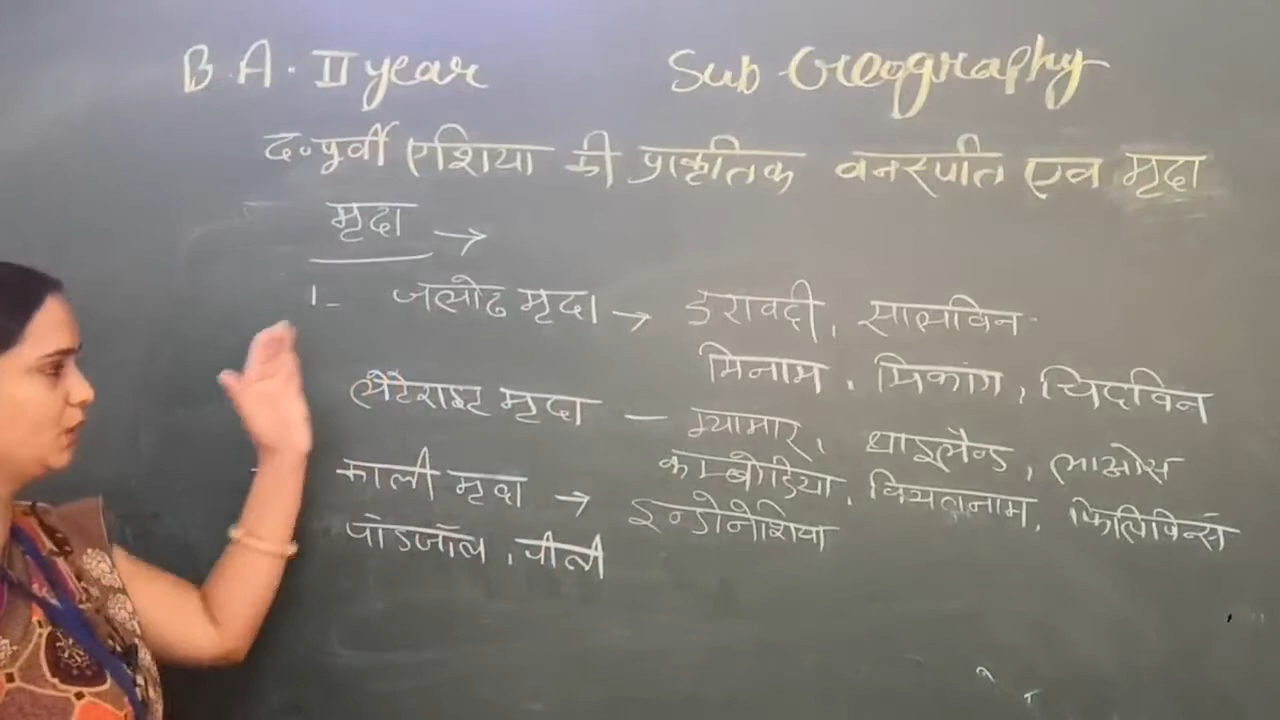 B.A. II year Sub Geography
द॰पूर्वी एशिया की प्राकृतिक वनस्पति एवं मृदा
मृदा →
1- जलोढ मृदा → इरावदी, सालविन
मिनाम, मिकांग, चिंदविन
लेटेराइट मृदा – म्यामार, थाइलैन्ड, लाओस
काली मृदा → कम्बोडिया, वियतनाम, फिलिपिन्स
पॉडजॉल, पीली इन्डोनेशिया